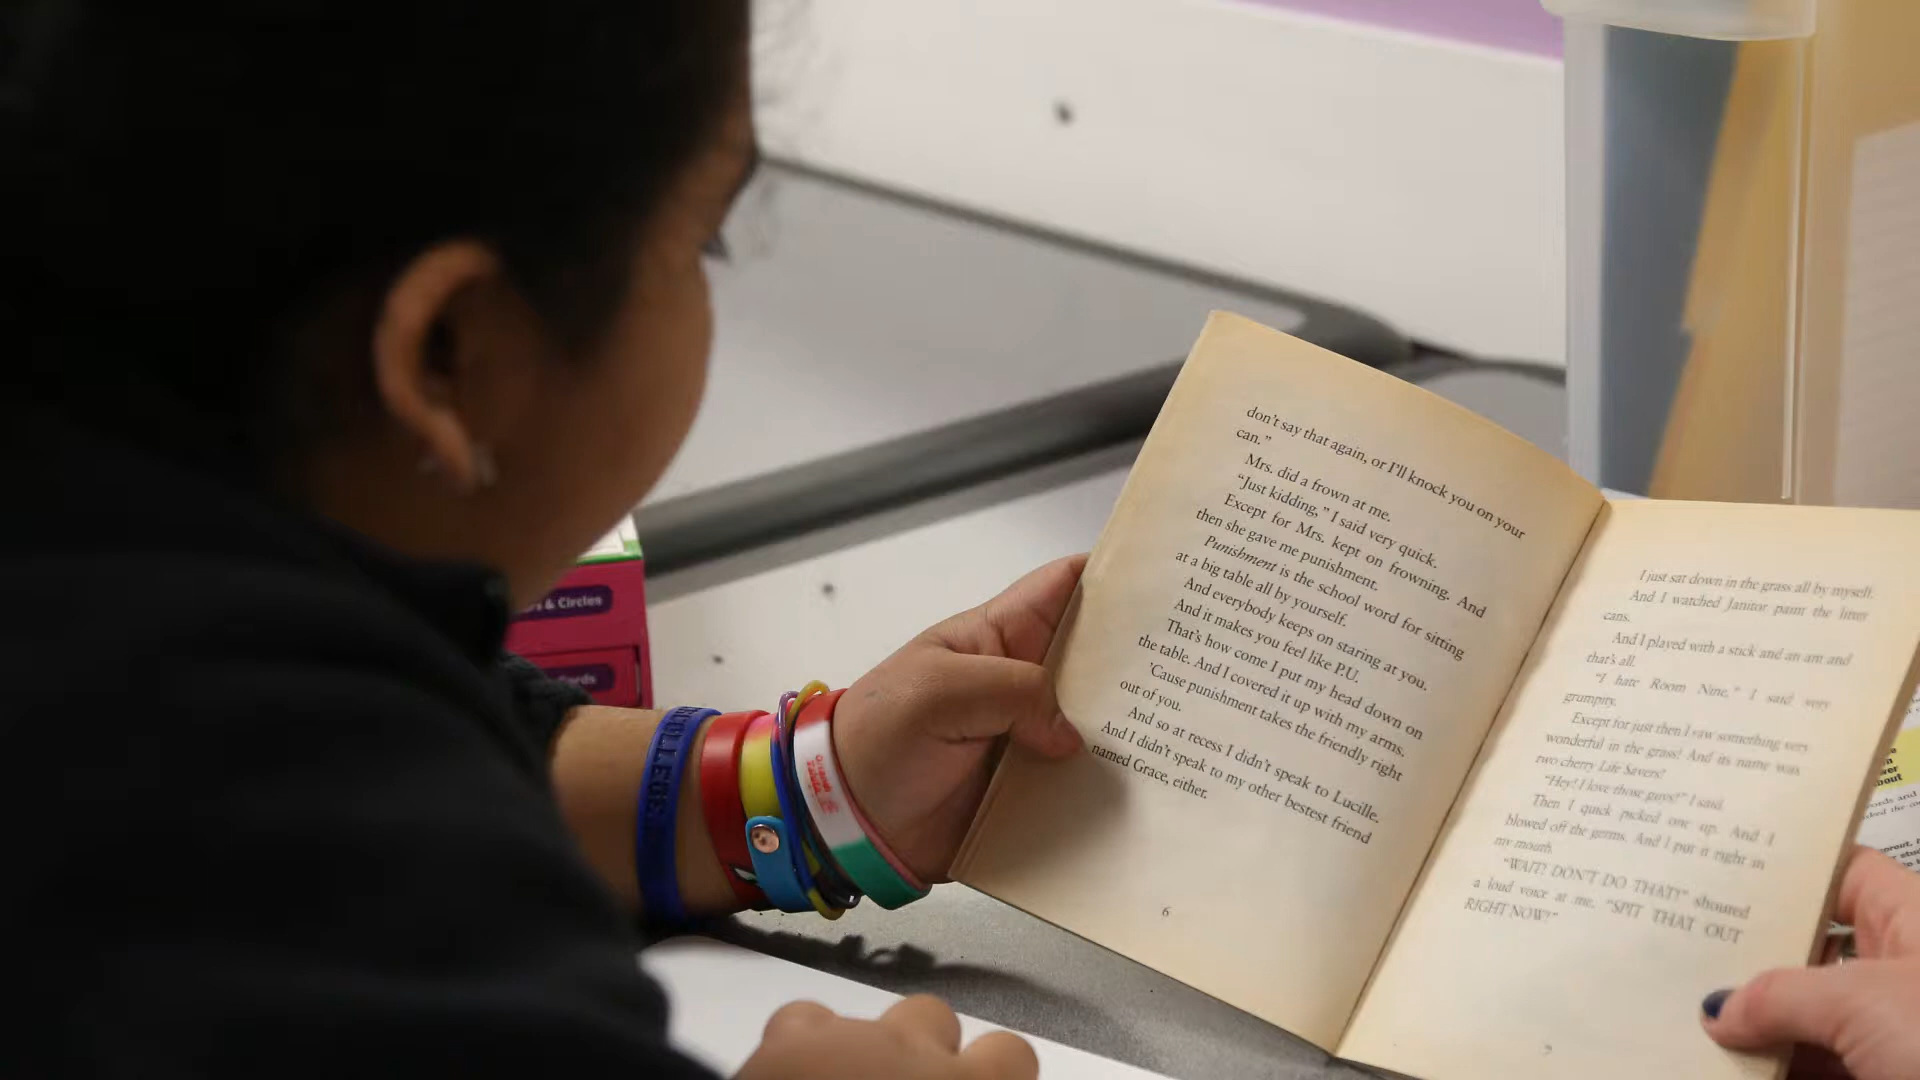 don't say that again, or I'll knock you on your
can."
Mrs. did a frown at me.
"Just kidding," I said very quick.
Except for Mrs. kept on frowning. And
then she gave me punishment.
Punishment is the school word for sitting
at a big table all by yourself.
And everybody keeps on staring at you.
And it makes you feel like P.U.
That's how come I put my head down on
the table. And I covered it up with my arms.
'Cause punishment takes the friendly right
out of you.
And so at recess I didn't speak to Lucille.
And I didn't speak to my other bestest friend
named Grace, either.
6
I just sat down in the grass all by myself.
And I watched Janitor paint the litter
cans.
And I played with a stick and an ant and
that's all.
"I hate Room Nine," I said very
grumpity.
Except for just then I saw something very
wonderful in the grass! And its name was
two cherry Life Savers!
"Hey! I love those guys!" I said.
Then I quick picked one up. And I
blowed off the germs. And I put it right in
my mouth.
"WAIT! DON'T DO THAT!" shouted
a loud voice at me. "SPIT THAT OUT
RIGHT NOW!"
& Circles
Cards
about